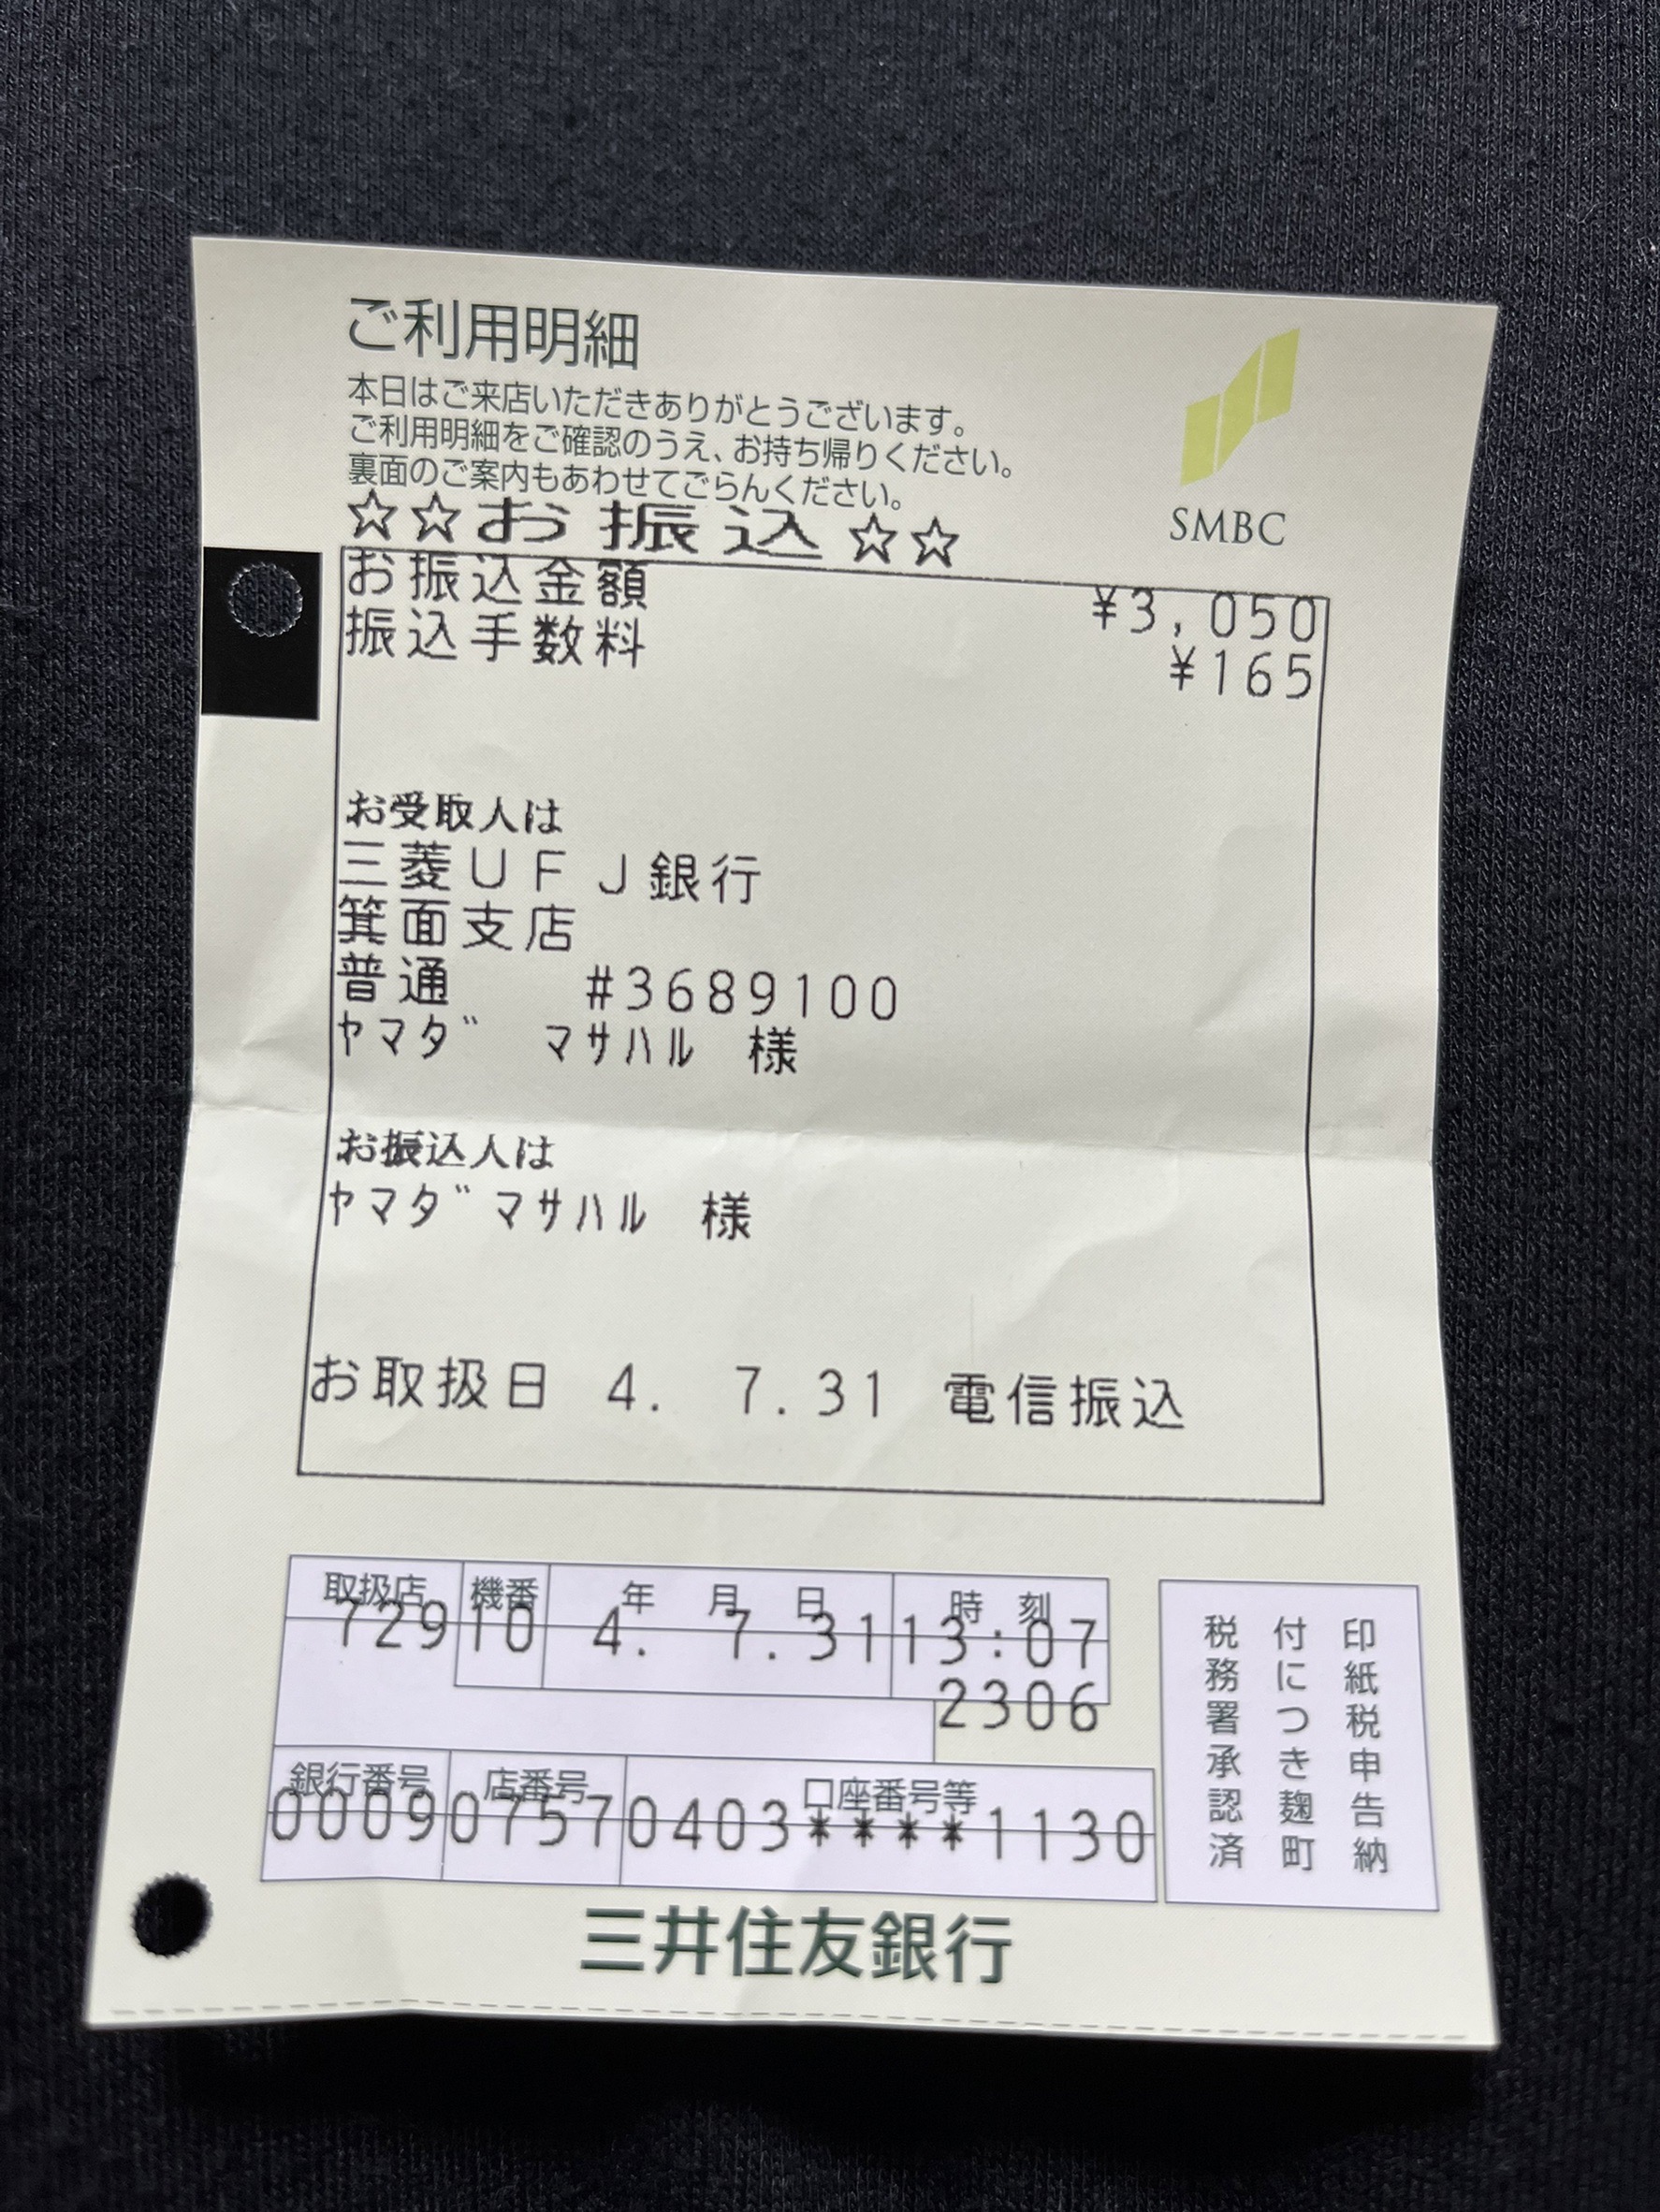 ご利用明細
本日はご来店いただきありがとうございます。
ご利用明細をご確認のうえ、お持ち帰りください。
裏面のご案内もあわせてごらんください。
SMBC
☆☆お振込☆☆
お振込金額 ¥3,050
振込手数料 ¥165
お受取人は
三菱UFJ銀行
箕面支店
普通 #3689100
ヤマダ マサハル 様
お振込人は
ヤマダマサハル 様
お取扱日 4. 7.31 電信振込
取扱店 機番 年 月 日 時刻
729 10 4. 7.31 13:07
2306
銀行番号 店番号 口座番号等
0009 0757 0403****1130
印紙税申告納
付につき麹町
税務署承認済
三井住友銀行